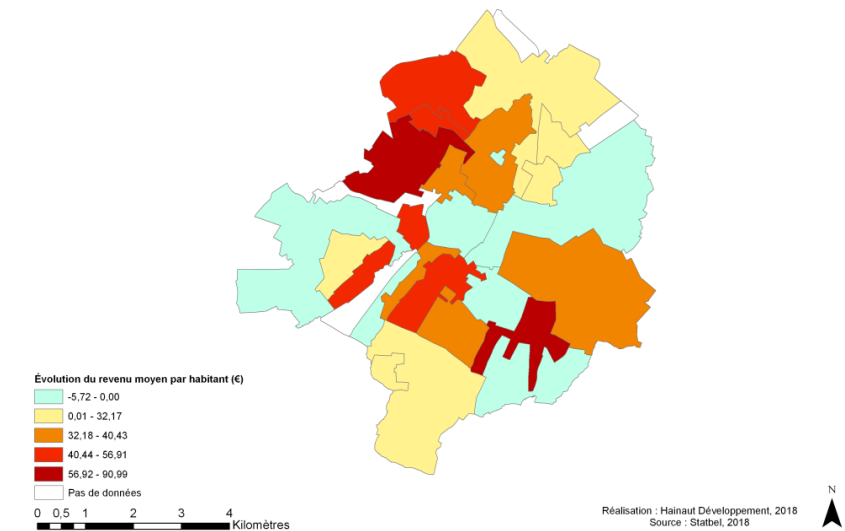 Évolution du revenu moyen par habitant (€)
-5,72 - 0,00
0,01 - 32,17
32,18 - 40,43
40,44 - 56,91
56,92 - 90,99
Pas de données
0 0,5 1 2 3 4
Kilomètres
Réalisation : Hainaut Développement, 2018
Source : Statbel, 2018
N